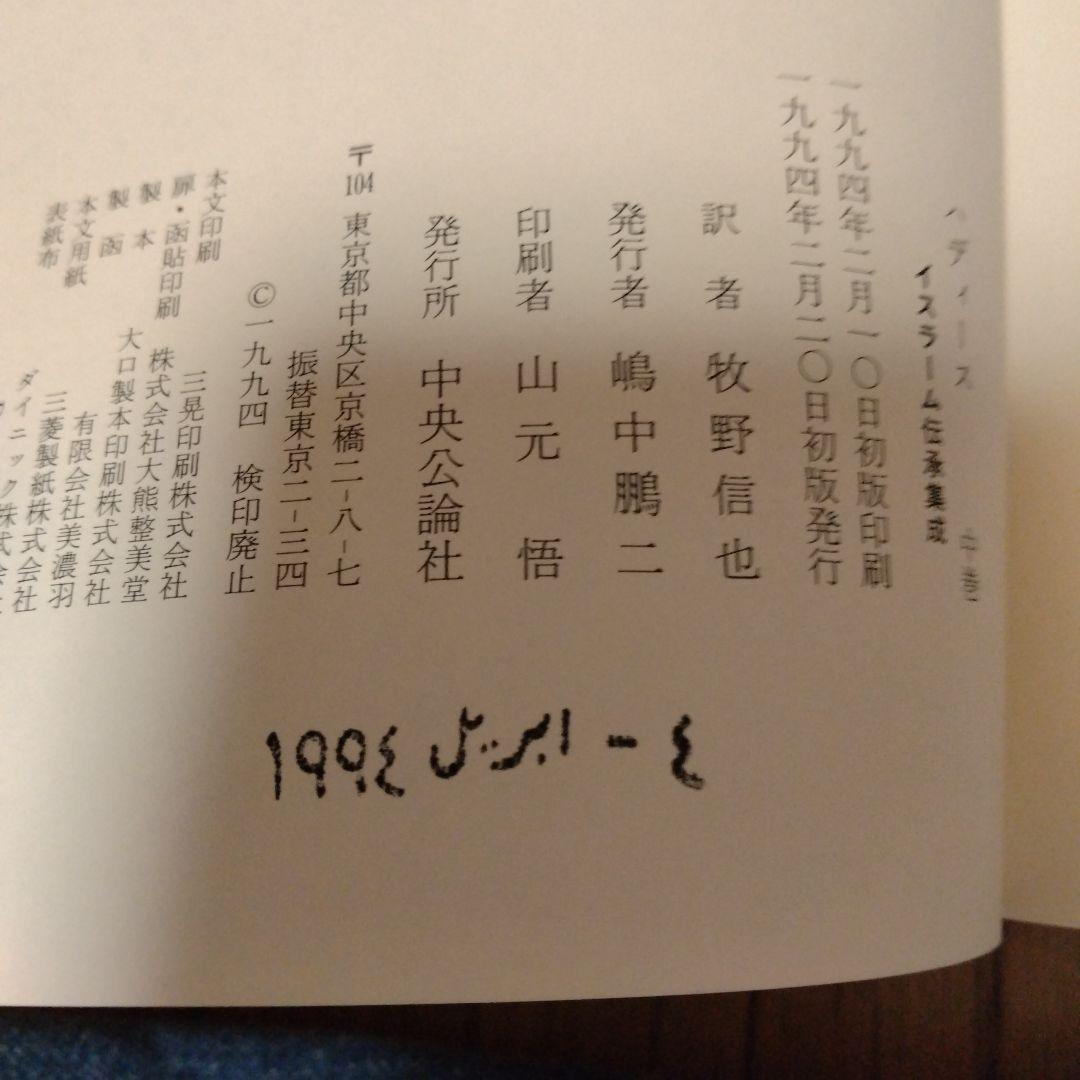 ハディース 中巻
イスラーム伝承集成
一九九四年二月一〇日初版印刷
一九九四年二月二〇日初版発行
訳者 牧野信也
発行者 嶋中鵬二
印刷者 山元悟
発行所 中央公論社
〒104 東京都中央区京橋二-八-七
振替東京二-三四
©一九九四 検印廃止
本文印刷 三晃印刷株式会社
扉・函貼印刷 株式会社大熊整美堂
製本 大口製本印刷株式会社
製函 有限会社美濃羽
本文用紙 三菱製紙株式会社
表紙布 ダイニック株式会社
٤ - ابريل ١٩٩٤